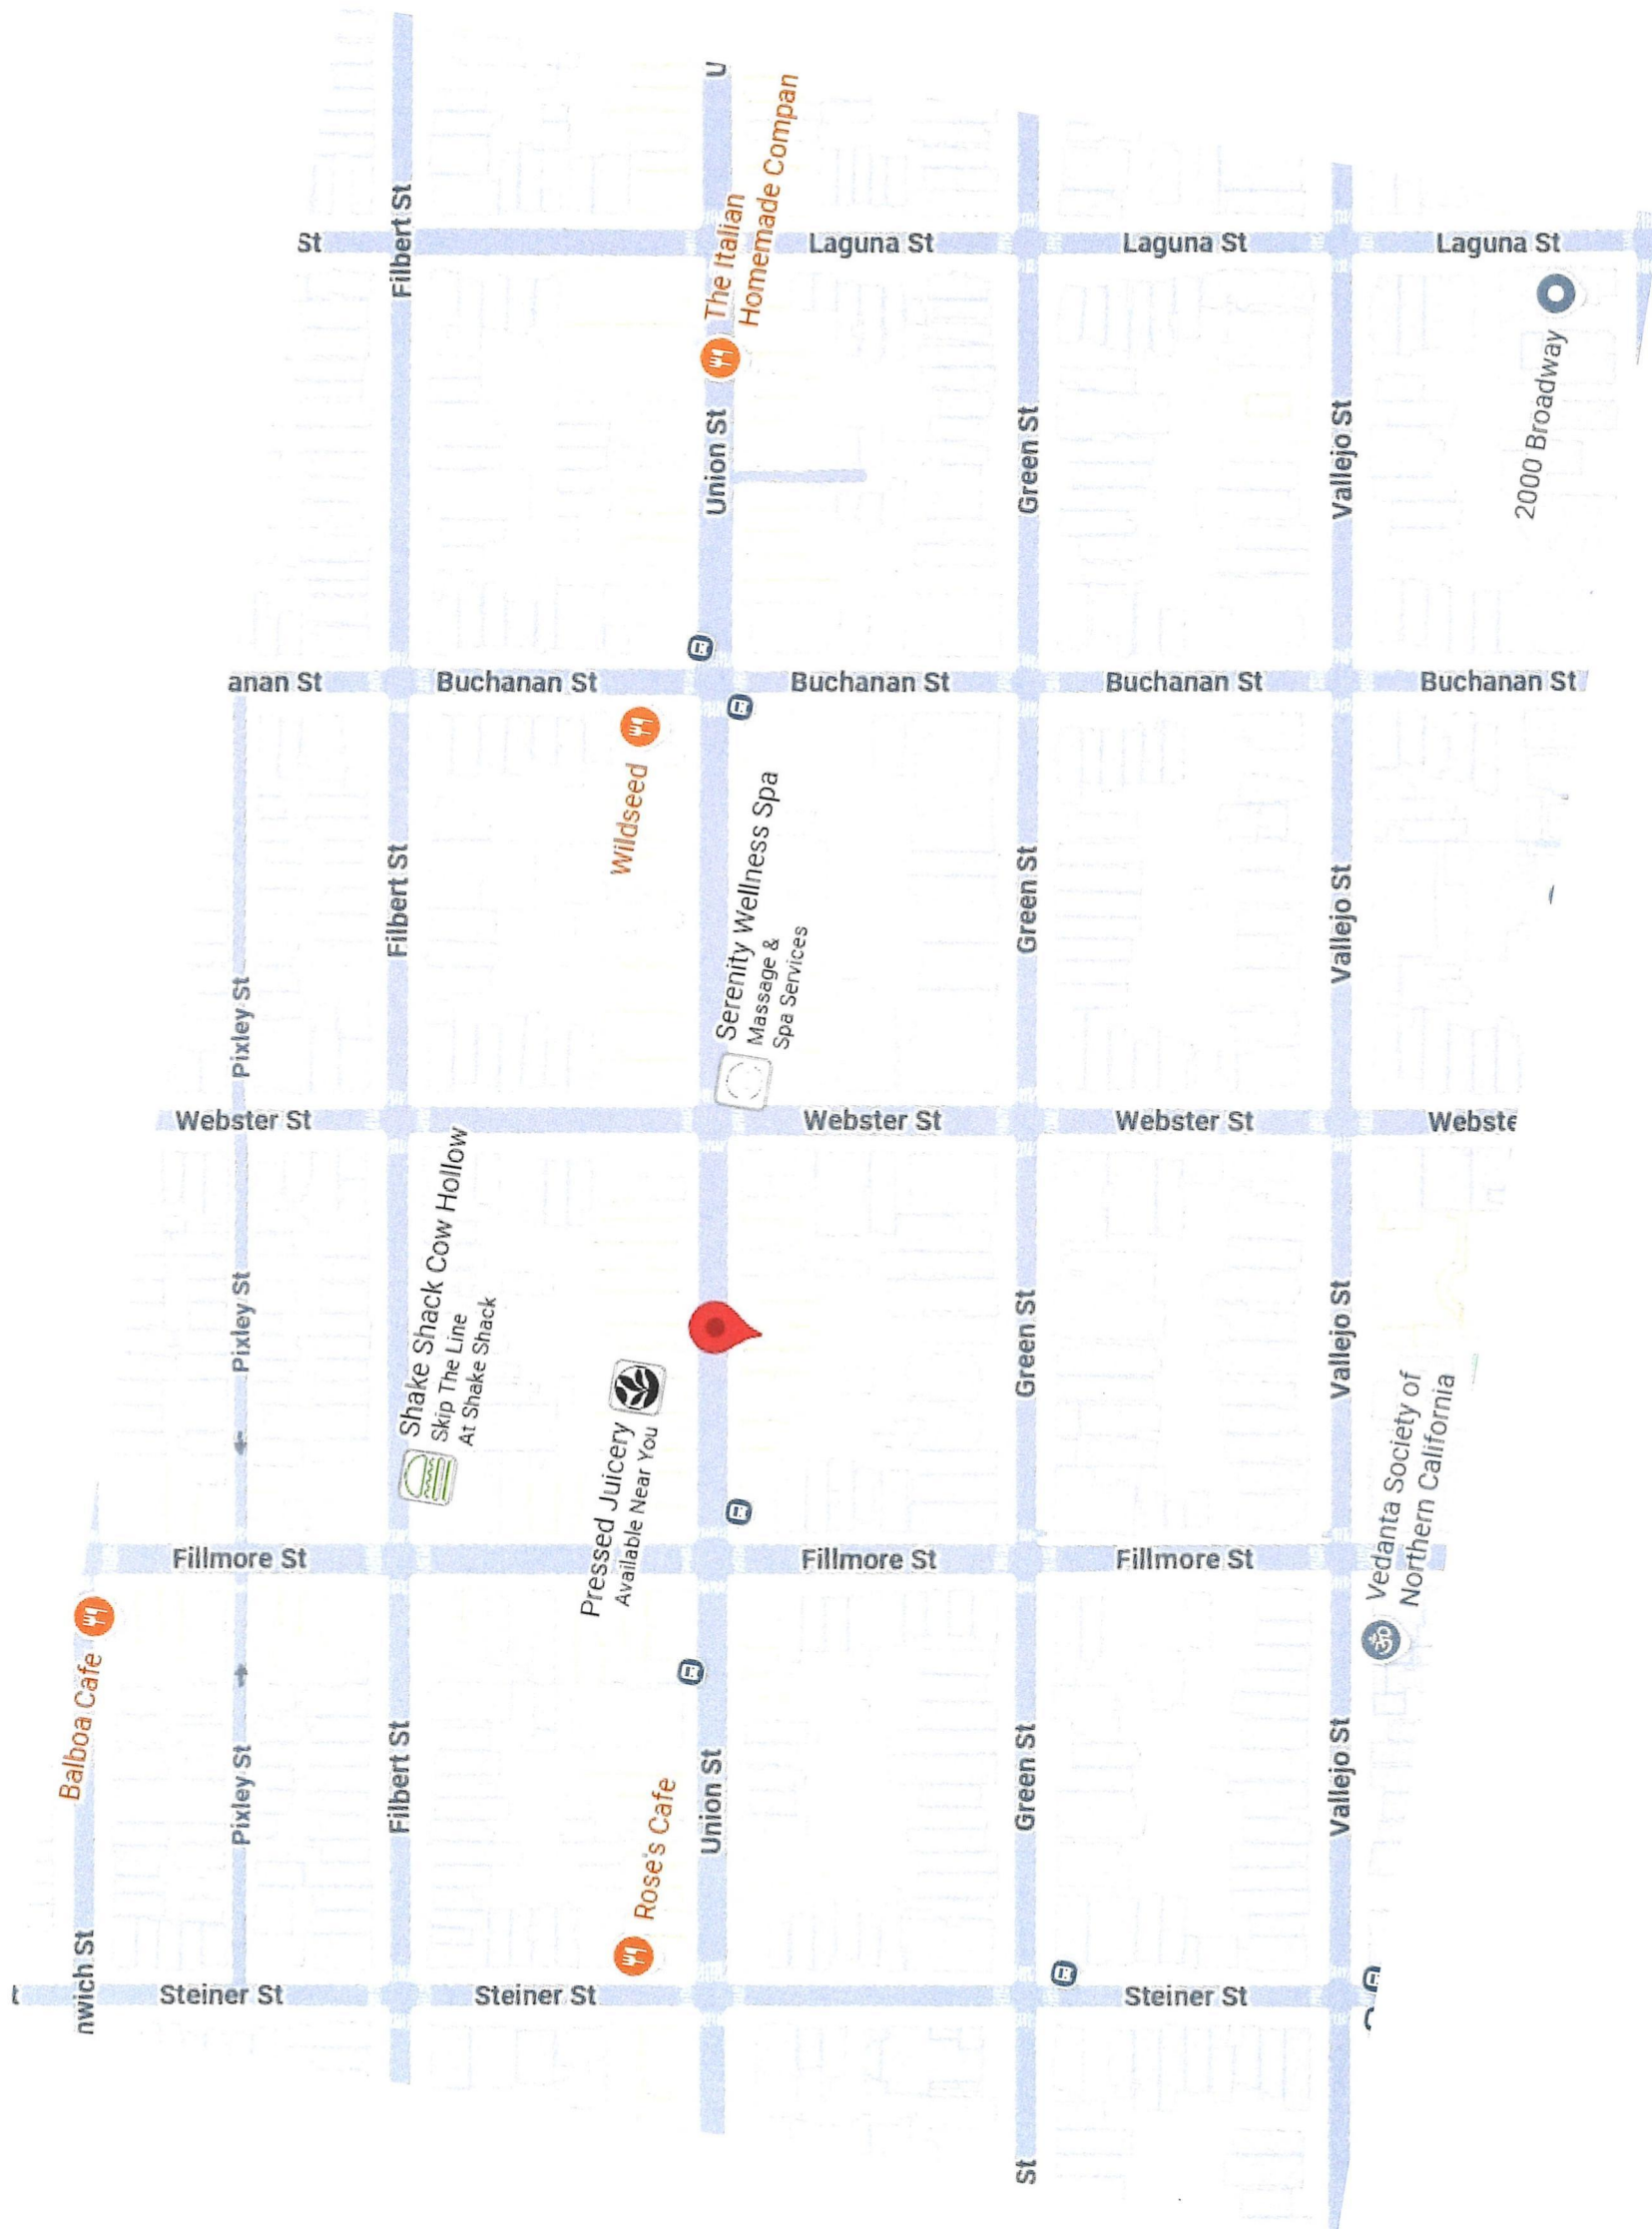 t
nwich St
Balboa Cafe
Steiner St
Pixley St
Fillmore St
Pixley St
Webster St
Pixley St
anan St
St
Filbert St
Shake Shack Cow Hollow
Skip The Line
At Shake Shack
Filbert St
Filbert St
Steiner St
Buchanan St
Rose's Cafe
Pressed Juicery
Available Near You
Wildseed
Union St
Union St
U
The Italian
Homemade Compan
Serenity Wellness Spa
Massage &
Spa Services
Fillmore St
Webster St
Buchanan St
Laguna St
St
Green St
Green St
Green St
Green St
Steiner St
Fillmore St
Webster St
Buchanan St
Laguna St
Vallejo St
Vallejo St
Vallejo St
Vallejo St
Vedanta Society of
Northern California
Webste
Buchanan St
Laguna St
2000 Broadway